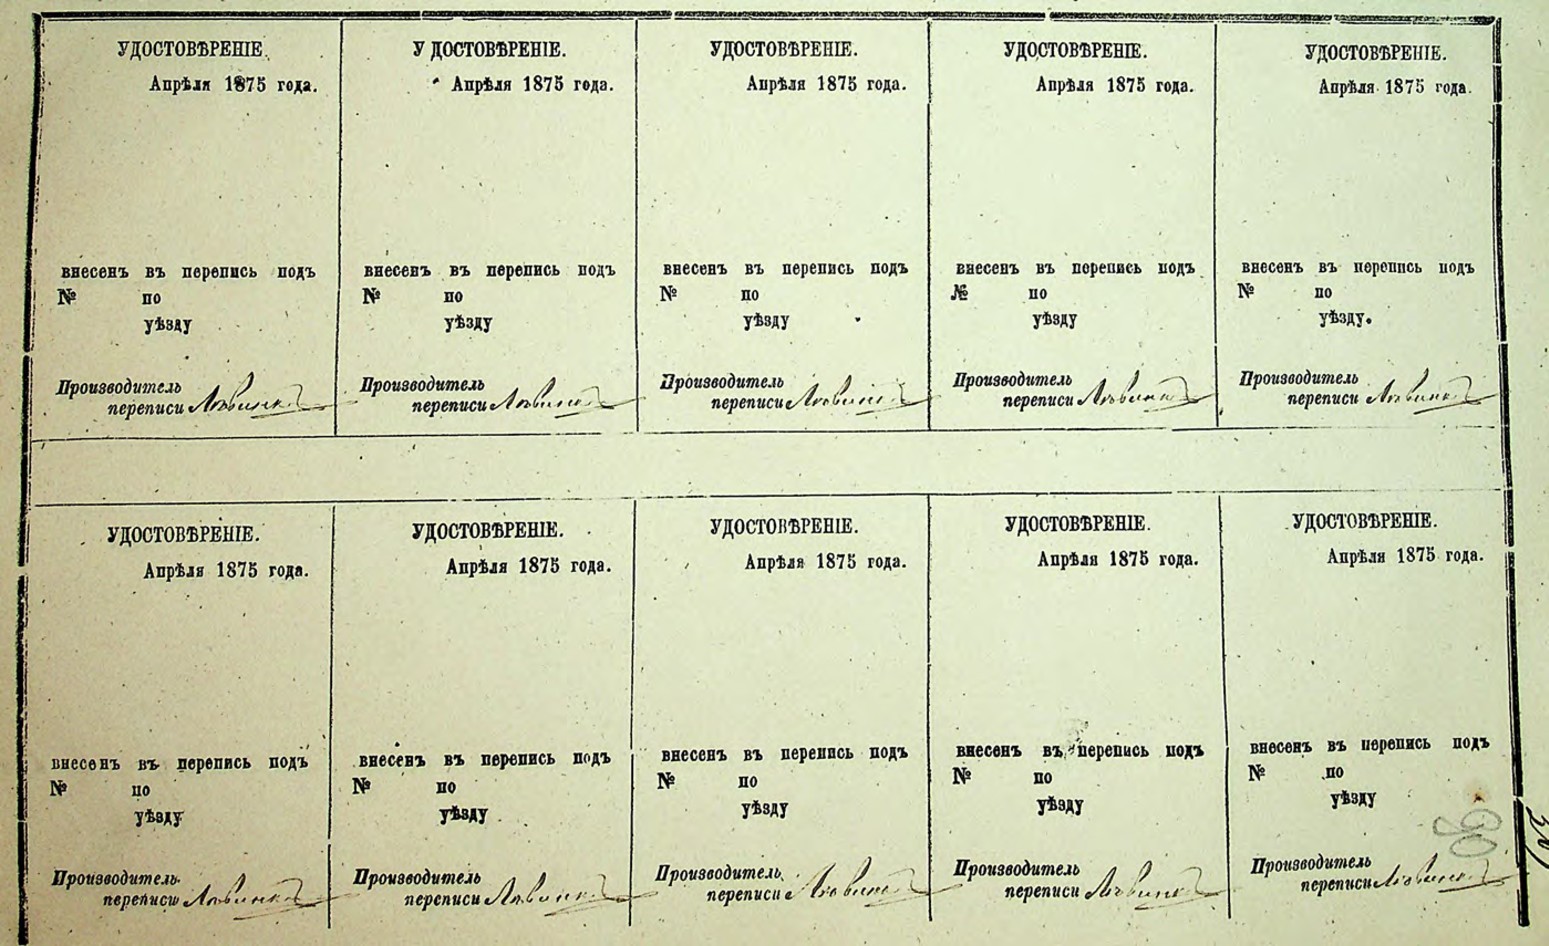 УДОСТОВѢРЕНІЕ.
Апрѣля 1875 года.
внесенъ въ перепись подъ
№ по
уѣзду
Производитель
переписи
УДОСТОВѢРЕНІЕ.
Апрѣля 1875 года.
внесенъ въ перепись подъ
№ по
уѣзду
Производитель
переписи
УДОСТОВѢРЕНІЕ.
Апрѣля 1875 года.
внесенъ въ перепись подъ
№ по
уѣзду
Производитель
переписи
УДОСТОВѢРЕНІЕ.
Апрѣля 1875 года.
внесенъ въ перепись подъ
№ по
уѣзду
Производитель
переписи
УДОСТОВѢРЕНІЕ.
Апрѣля 1875 года.
внесенъ въ перепись подъ
№ по
уѣзду.
Производитель
переписи
УДОСТОВѢРЕНІЕ.
Апрѣля 1875 года.
внесенъ въ перепись подъ
№ по
уѣзду
Производитель
переписи
УДОСТОВѢРЕНІЕ.
Апрѣля 1875 года.
внесенъ въ перепись подъ
№ по
уѣзду
Производитель
переписи
УДОСТОВѢРЕНІЕ.
Апрѣля 1875 года.
внесенъ въ перепись подъ
№ по
уѣзду
Производитель
переписи
УДОСТОВѢРЕНІЕ.
Апрѣля 1875 года.
внесенъ въ перепись подъ
№ по
уѣзду
Производитель
переписи
УДОСТОВѢРЕНІЕ.
Апрѣля 1875 года.
внесенъ въ перепись подъ
№ по
уѣзду
Производитель
переписи